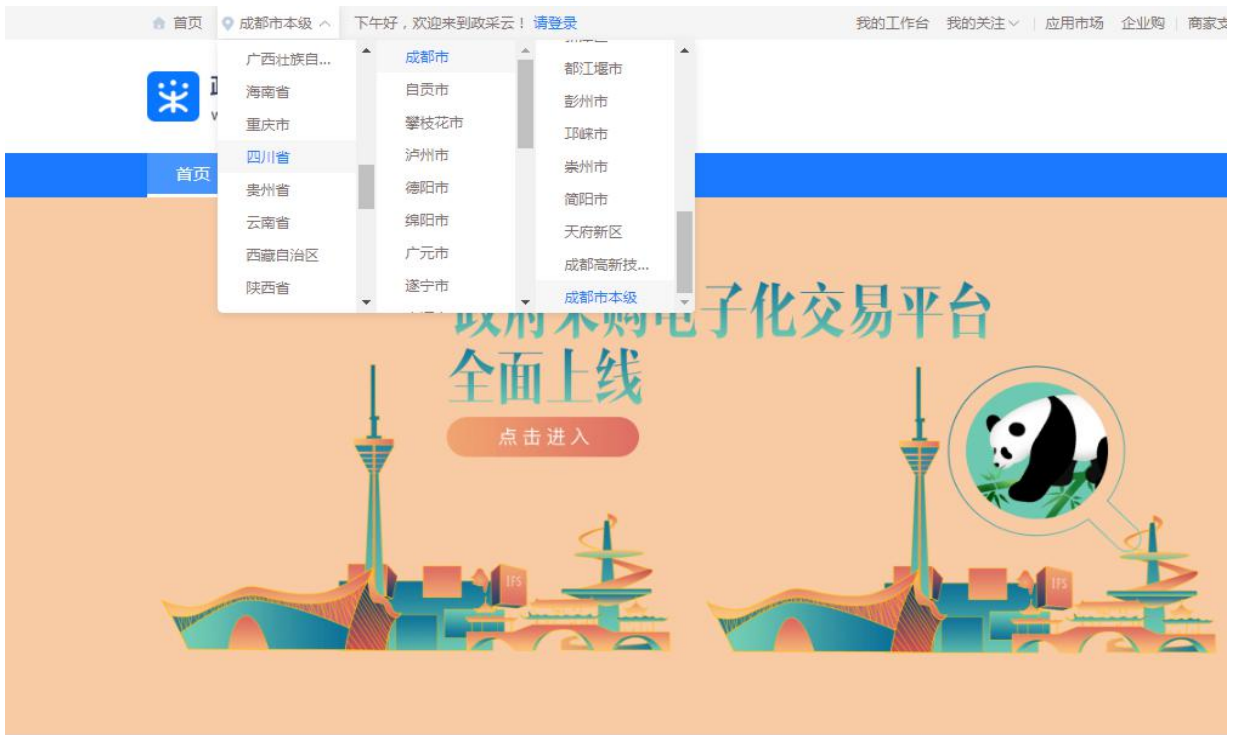 首页 成都市本级 下午好，欢迎来到政采云！请登录 我的工作台 我的关注 应用市场 企业购 商家支
广西壮族自...
海南省
重庆市
四川省
贵州省
云南省
西藏自治区
陕西省
成都市
自贡市
攀枝花市
泸州市
德阳市
绵阳市
广元市
遂宁市
都江堰市
彭州市
邛崃市
崇州市
简阳市
天府新区
成都高新技...
成都市本级
首页
政府采购电子化交易平台
全面上线
点击进入
IFS
IFS